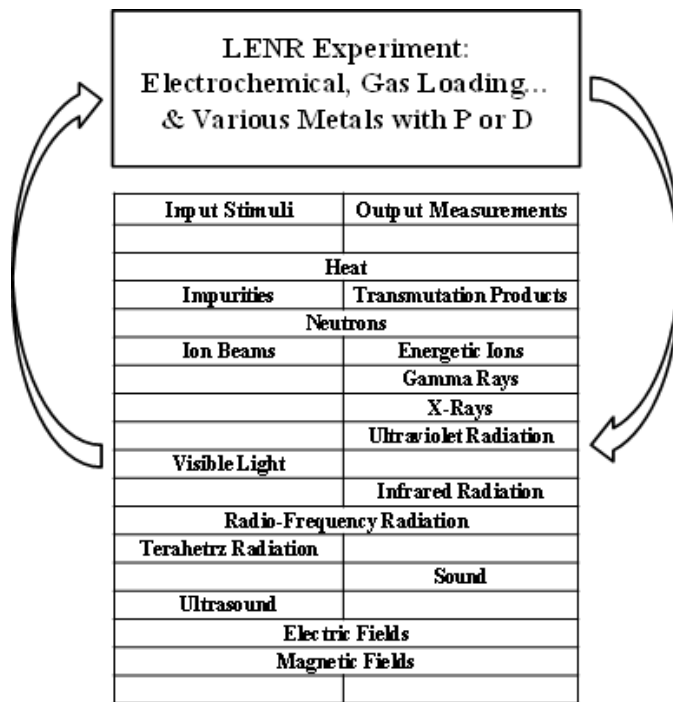 LENR Experiment:
Electrochemical, Gas Loading...
& Various Metals with P or D
Input Stimuli Output Measurements
Heat
Impurities Transmutation Products
Neutrons
Ion Beams Energetic Ions
Gamma Rays
X-Rays
Ultraviolet Radiation
Visible Light
Infrared Radiation
Radio-Frequency Radiation
Terahetrz Radiation
Sound
Ultrasound
Electric Fields
Magnetic Fields